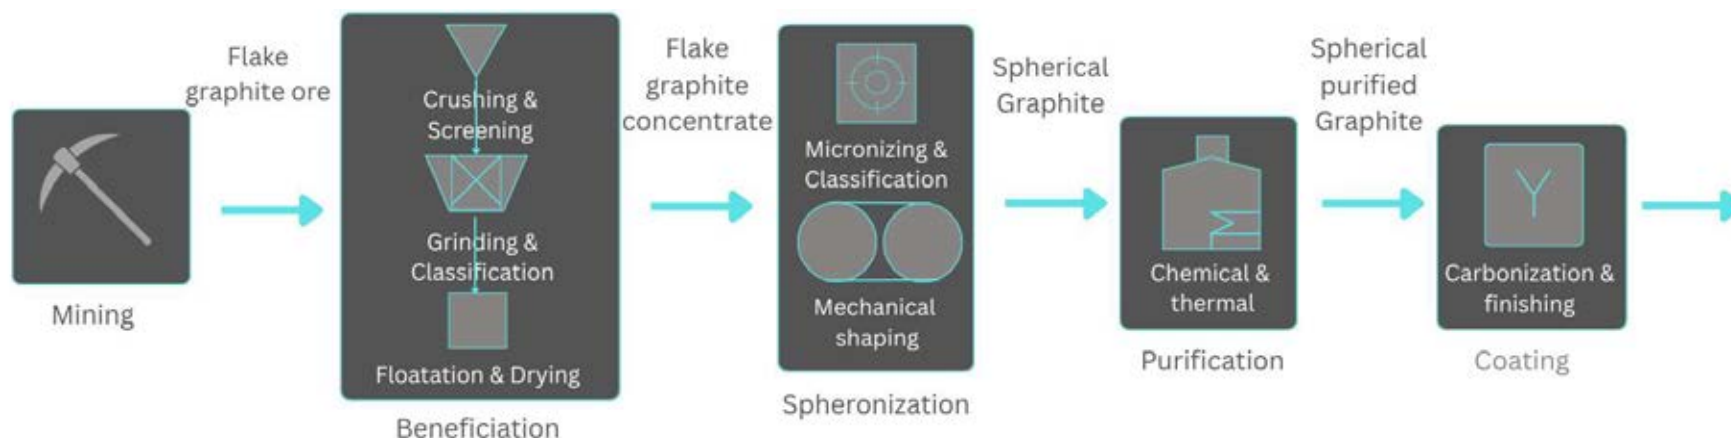 Flake
graphite ore
Mining
Crushing &
Screening
Grinding &
Classification
Floatation & Drying
Beneficiation
Flake
graphite
concentrate
Micronizing &
Classification
Mechanical
shaping
Spheronization
Spherical
Graphite
Chemical &
thermal
Purification
Spherical
purified
Graphite
Carbonization &
finishing
Coating